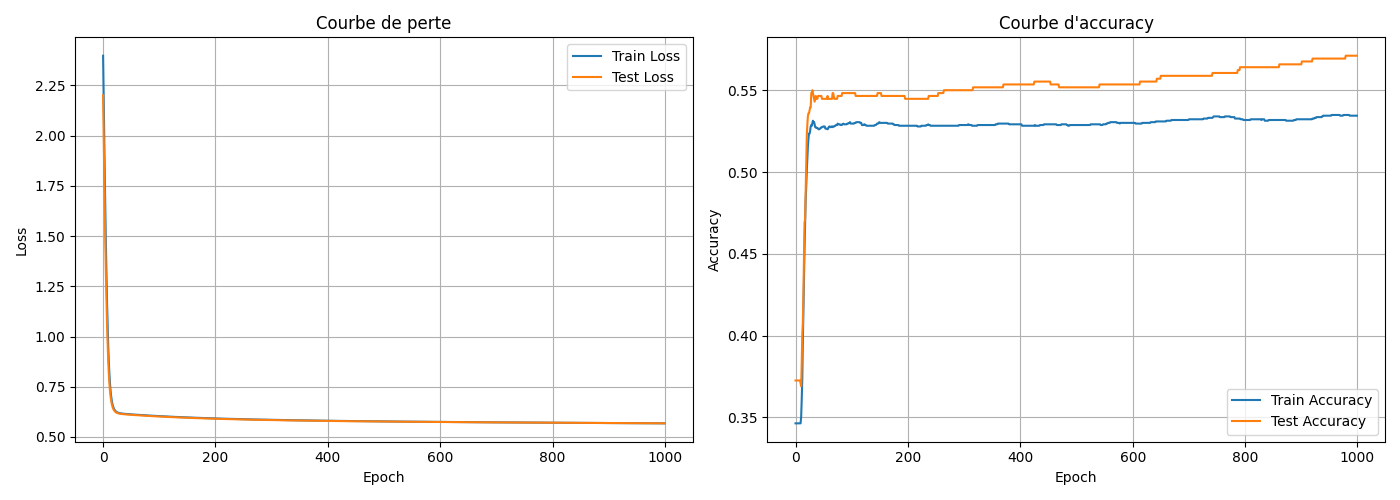 Courbe de perte
Train Loss
Test Loss
2.25
2.00
1.75
1.50
1.25
1.00
0.75
0.50
Loss
0 200 400 600 800 1000
Epoch
Courbe d'accuracy
0.55
0.50
0.45
0.40
0.35
Accuracy
Train Accuracy
Test Accuracy
0 200 400 600 800 1000
Epoch